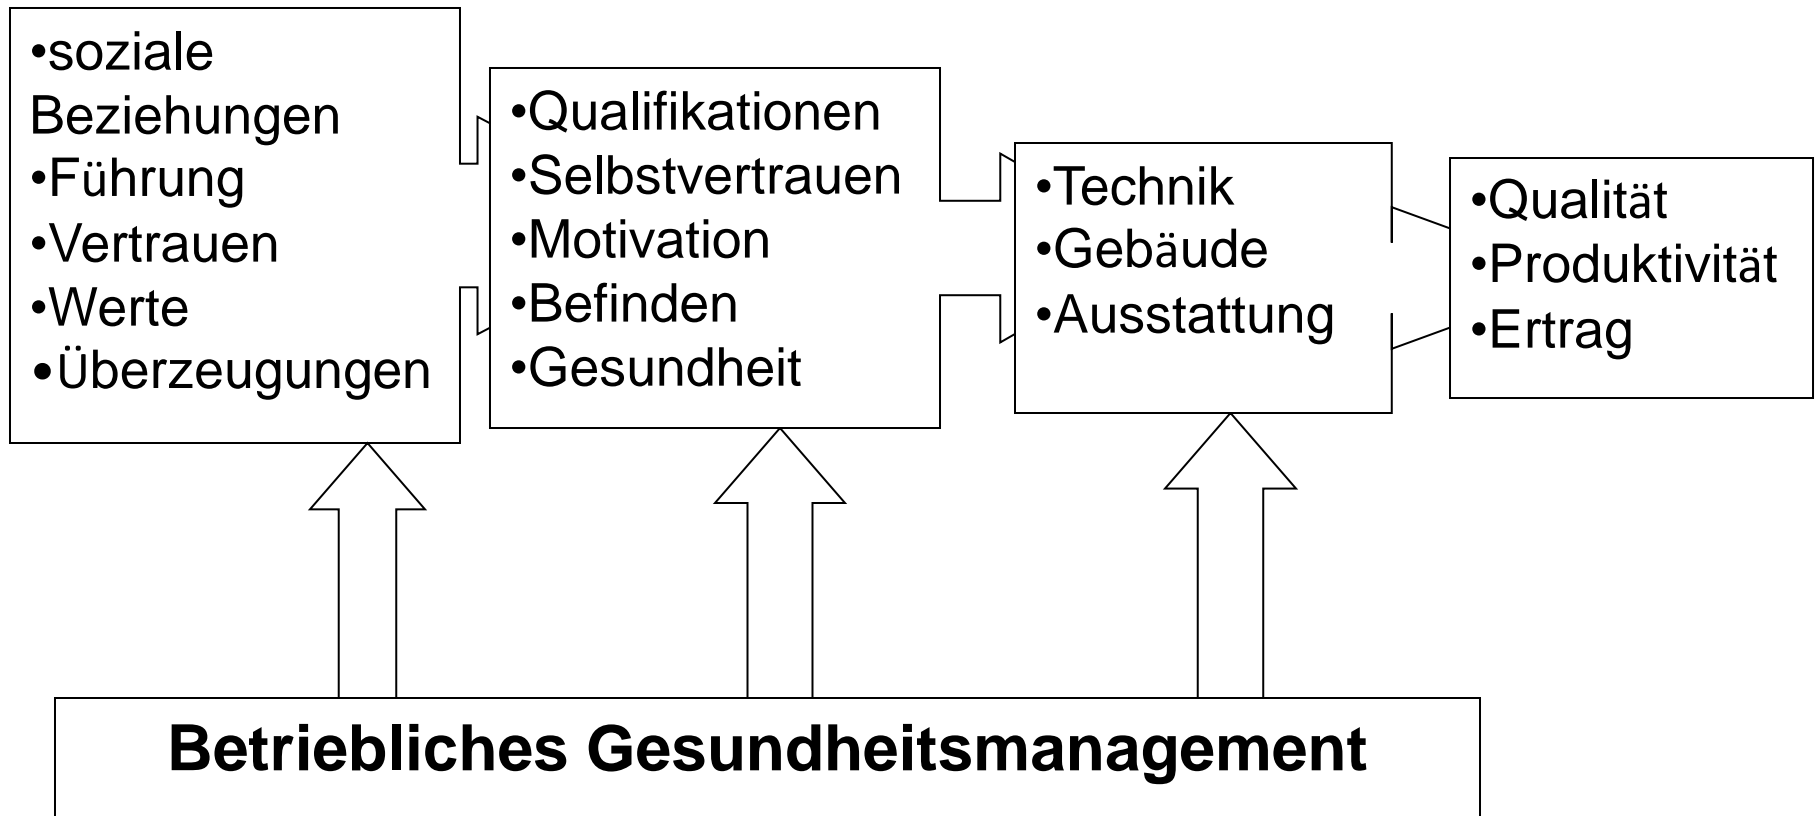 •soziale
Beziehungen
•Führung
•Vertrauen
•Werte
•Überzeugungen
•Qualifikationen
•Selbstvertrauen
•Motivation
•Befinden
•Gesundheit
•Technik
•Gebäude
•Ausstattung
•Qualität
•Produktivität
•Ertrag
Betriebliches Gesundheitsmanagement